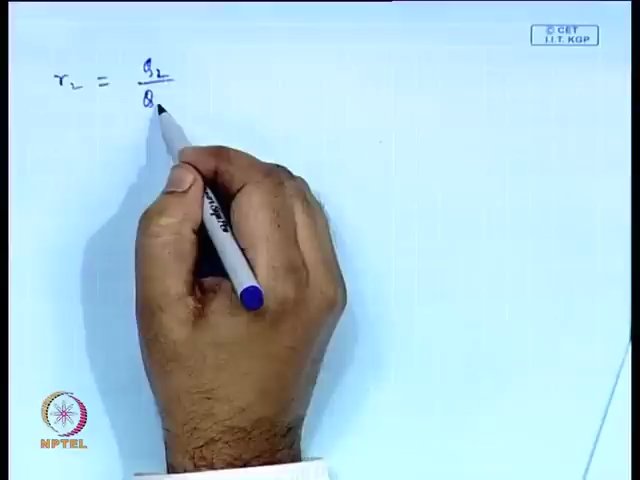 © CET
I.I.T. KGP
r₂ = Q₂ / Q
NPTEL